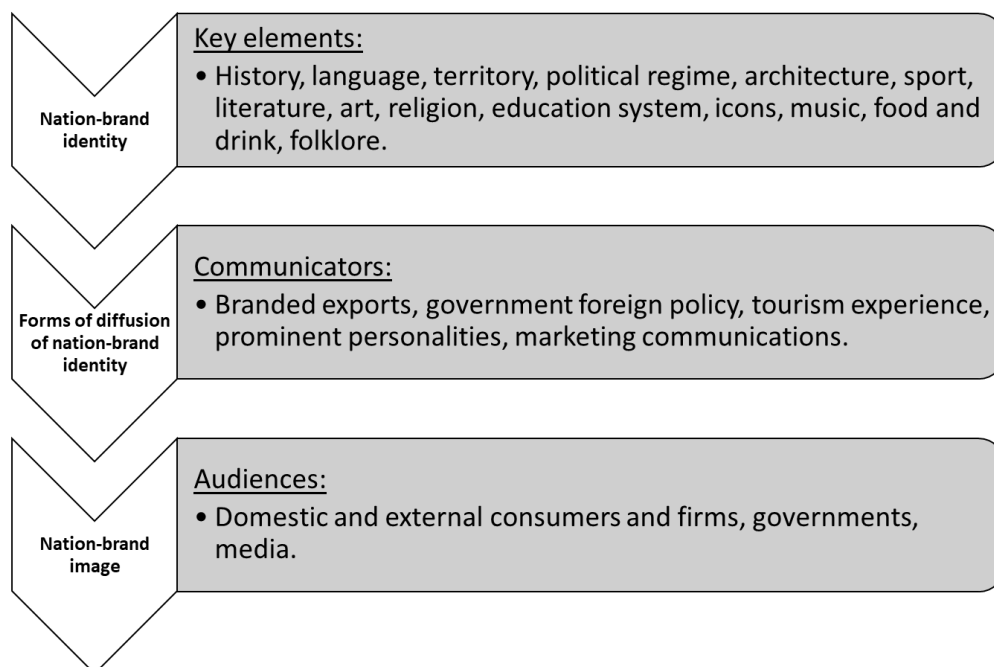 Nation-brand
identity
Key elements:
• History, language, territory, political regime, architecture, sport,
literature, art, religion, education system, icons, music, food and
drink, folklore.
Forms of diffusion
of nation-brand
identity
Communicators:
• Branded exports, government foreign policy, tourism experience,
prominent personalities, marketing communications.
Nation-brand
image
Audiences:
• Domestic and external consumers and firms, governments,
media.